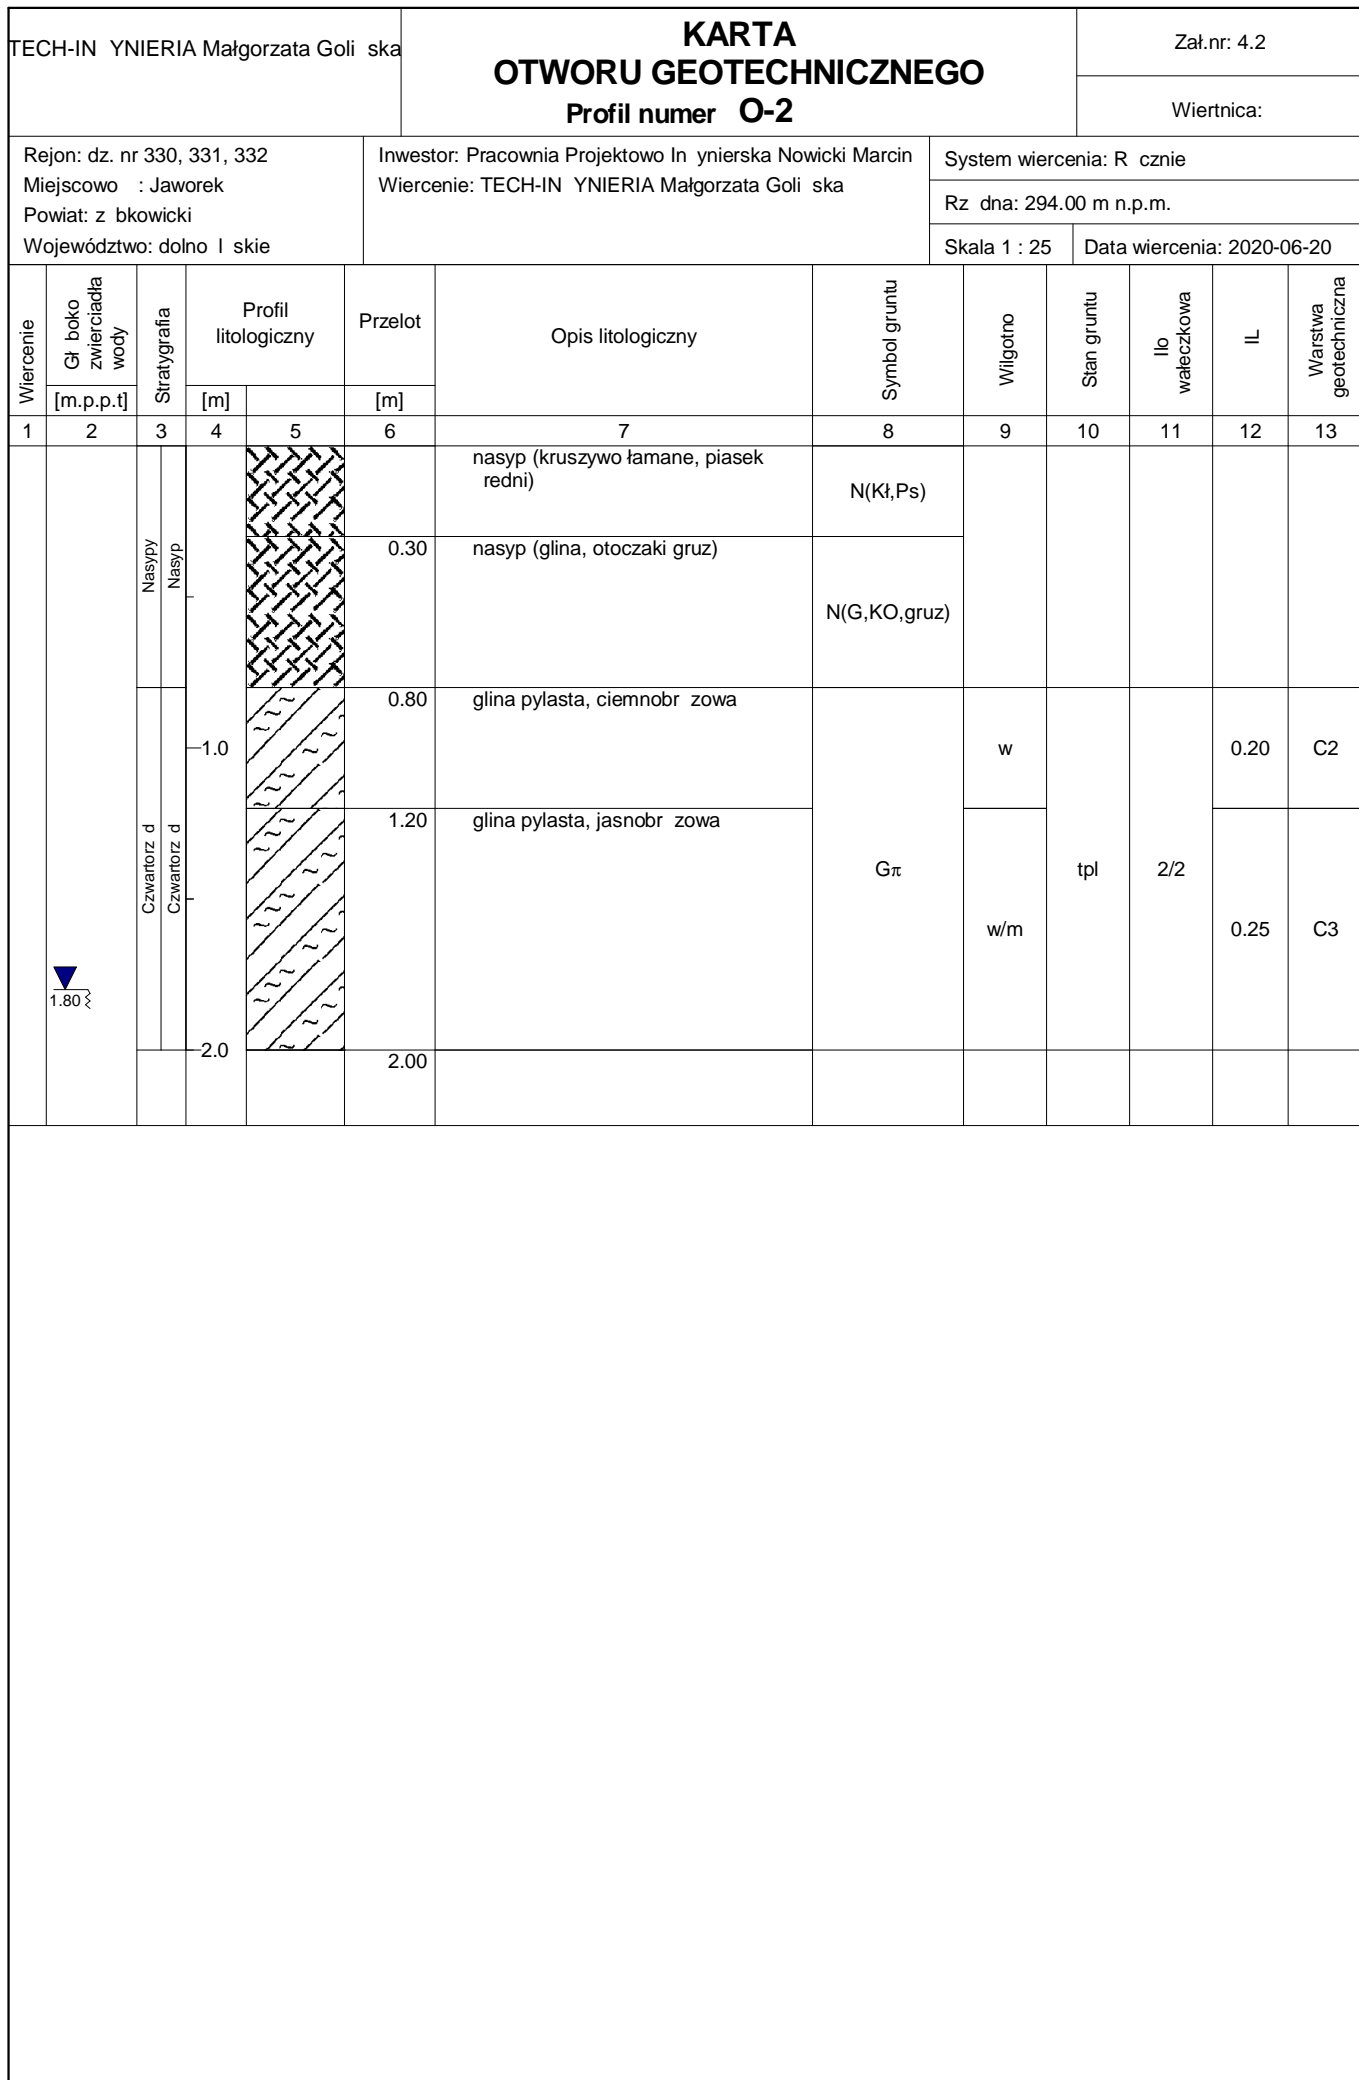 TECH-IN YNIERIA Małgorzata Goli ska
KARTA
OTWORU GEOTECHNICZNEGO
Profil numer O-2
Zał.nr: 4.2
Wiertnica:
Rejon: dz. nr 330, 331, 332
Miejscowo : Jaworek
Powiat: z bkowicki
Województwo: dolno l skie
Inwestor: Pracownia Projektowo In ynierska Nowicki Marcin
Wiercenie: TECH-IN YNIERIA Małgorzata Goli ska
System wiercenia: R cznie
Rz dna: 294.00 m n.p.m.
Skala 1 : 25
Data wiercenia: 2020-06-20
Wiercenie
Gł boko
zwierciadła
wody
[m.p.p.t]
Stratygrafia
Profil
litologiczny
[m]
Przelot
[m]
Opis litologiczny
Symbol gruntu
Wilgotno
Stan gruntu
Ilo
wałeczkowa
IL
Warstwa
geotechniczna
1 2 3 4 5 6 7 8 9 10 11 12 13
Nasypy
Nasyp
nasyp (kruszywo łamane, piasek
redni)
N(Kł,Ps)
0.30
nasyp (glina, otoczaki gruz)
N(G,KO,gruz)
0.80
glina pylasta, ciemnobr zowa
1.0
w
0.20
C2
1.20
glina pylasta, jasnobr zowa
Czwartorz d
Czwartorz d
Gπ
tpl
2/2
w/m
0.25
C3
1.80
2.0
2.00